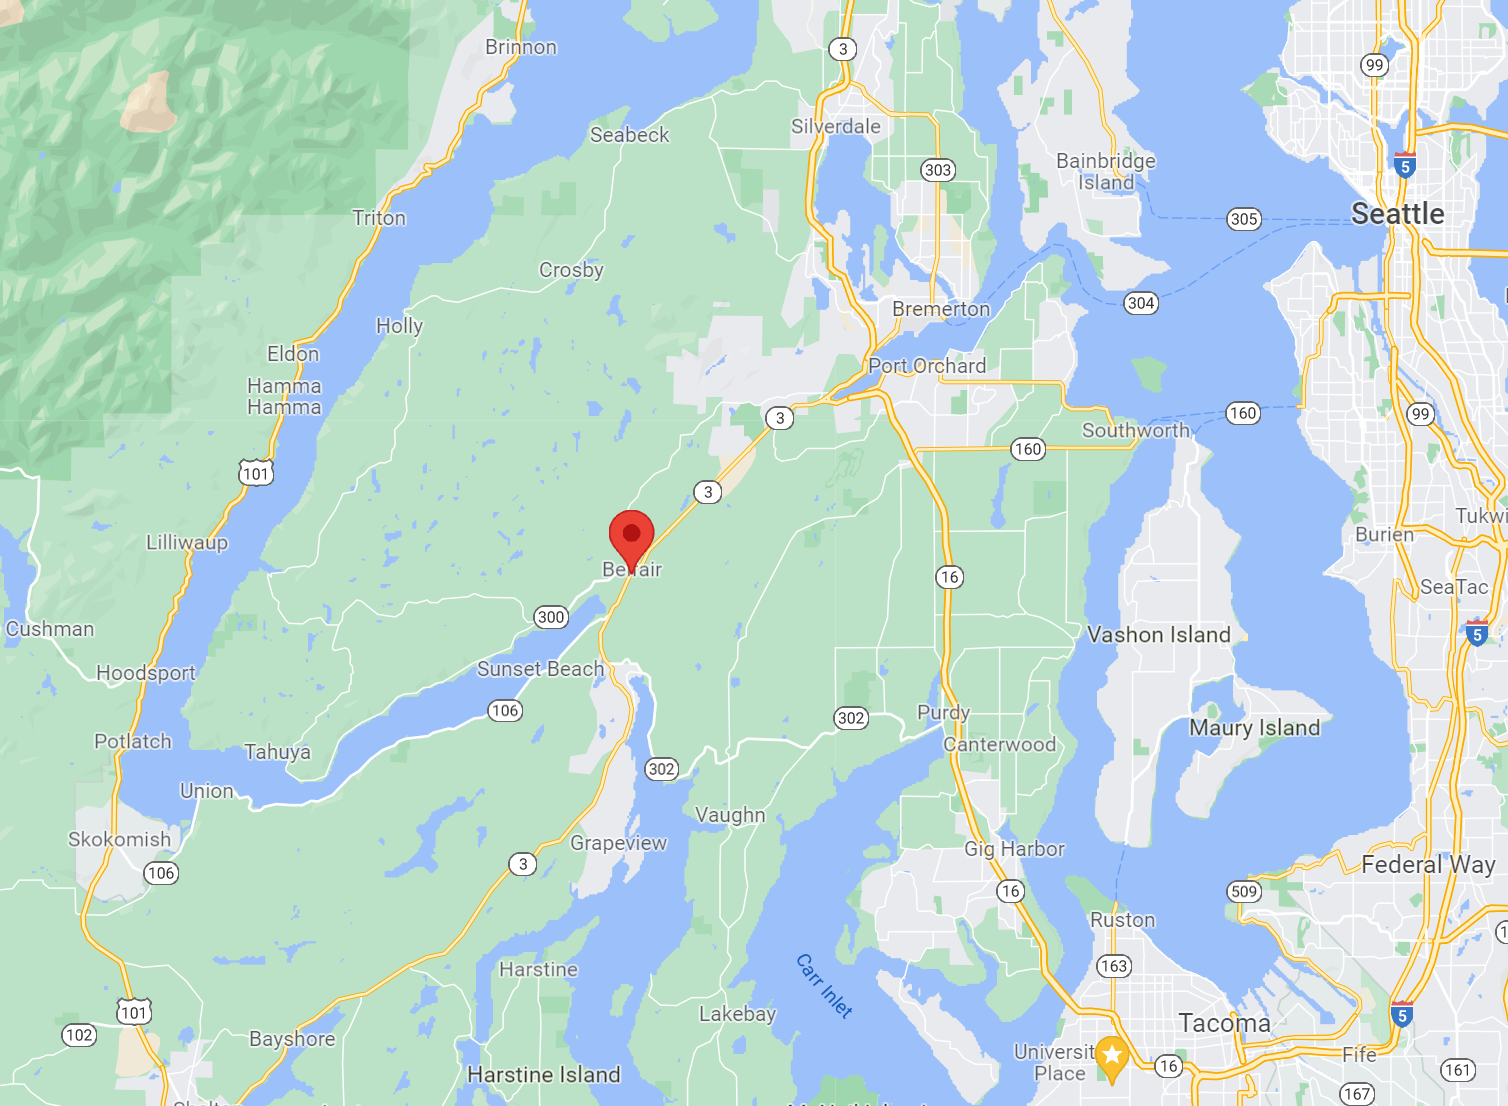 Brinnon
3
99
Seabeck
Silverdale
Bainbridge
Island
303
5
Triton
305
Seattle
Crosby
Bremerton
304
Holly
Eldon
Port Orchard
Hamma
Hamma
3
160
99
Southworth
160
101
3
Tukwi
Lilliwaup
Burien
Belfair
16
SeaTac
300
Cushman
Vashon Island
5
Hoodsport
Sunset Beach
106
302
Purdy
Maury Island
Potlatch
Tahuya
Canterwood
302
Union
Vaughn
Skokomish
Grapeview
Gig Harbor
106
3
Federal Way
16
509
Ruston
Harstine
163
Carr Inlet
101
Lakebay
5
102
Bayshore
Tacoma
Universit
Place
Fife
16
161
Harstine Island
167